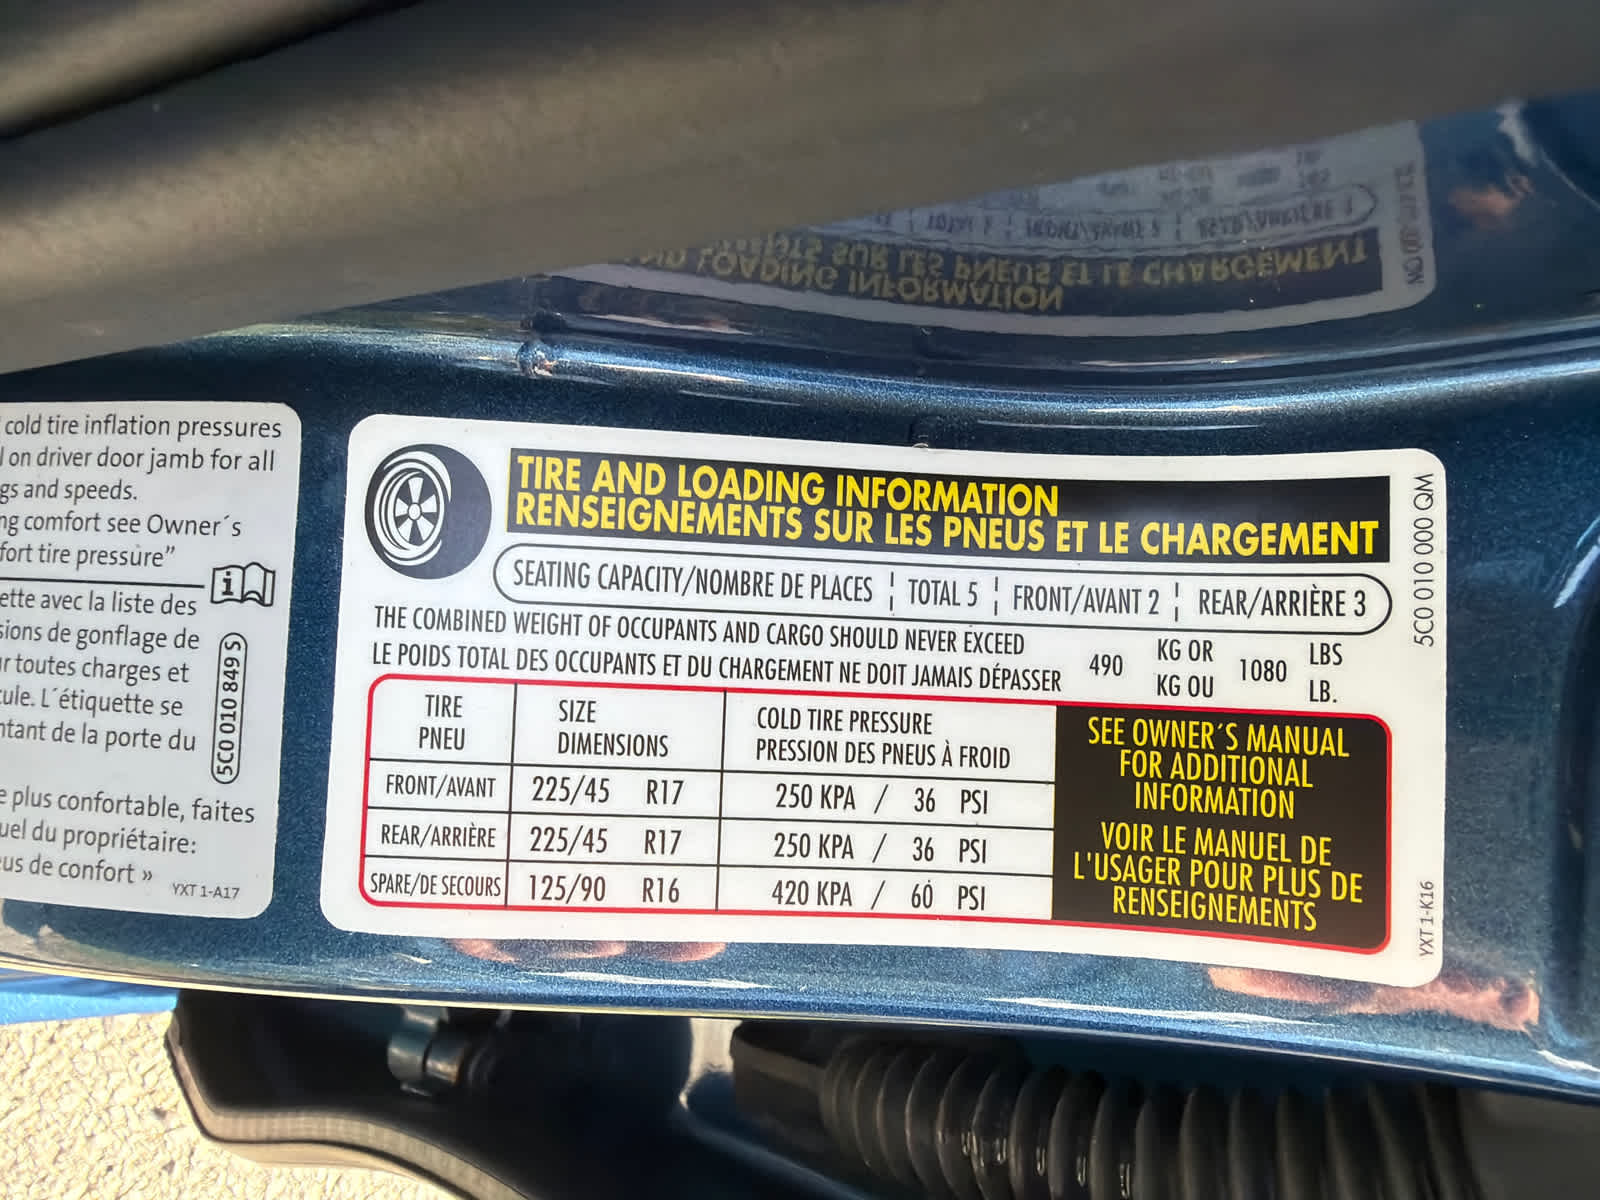 cold tire inflation pressures
on driver door jamb for all
gs and speeds.
ng comfort see Owner´s
fort tire pressure”
i
ette avec la liste des
sions de gonflage de
ur toutes charges et
cule. L´étiquette se
ntant de la porte du
5C0 010 849 S
e plus confortable, faites
uel du propriétaire:
eus de confort »
YXT 1-A17
TIRE AND LOADING INFORMATION
RENSEIGNEMENTS SUR LES PNEUS ET LE CHARGEMENT
SEATING CAPACITY/NOMBRE DE PLACES ¦ TOTAL 5 ¦ FRONT/AVANT 2 ¦ REAR/ARRIÈRE 3
THE COMBINED WEIGHT OF OCCUPANTS AND CARGO SHOULD NEVER EXCEED
LE POIDS TOTAL DES OCCUPANTS ET DU CHARGEMENT NE DOIT JAMAIS DÉPASSER
490
KG OR
KG OU
1080
LBS
LB.
TIRE
PNEU
SIZE
DIMENSIONS
COLD TIRE PRESSURE
PRESSION DES PNEUS À FROID
FRONT/AVANT 225/45 R17 250 KPA / 36 PSI
REAR/ARRIÈRE 225/45 R17 250 KPA / 36 PSI
SPARE/DE SECOURS 125/90 R16 420 KPA / 60 PSI
SEE OWNER´S MANUAL
FOR ADDITIONAL
INFORMATION
VOIR LE MANUEL DE
L'USAGER POUR PLUS DE
RENSEIGNEMENTS
5C0 010 000 QM
YXT 1-K16